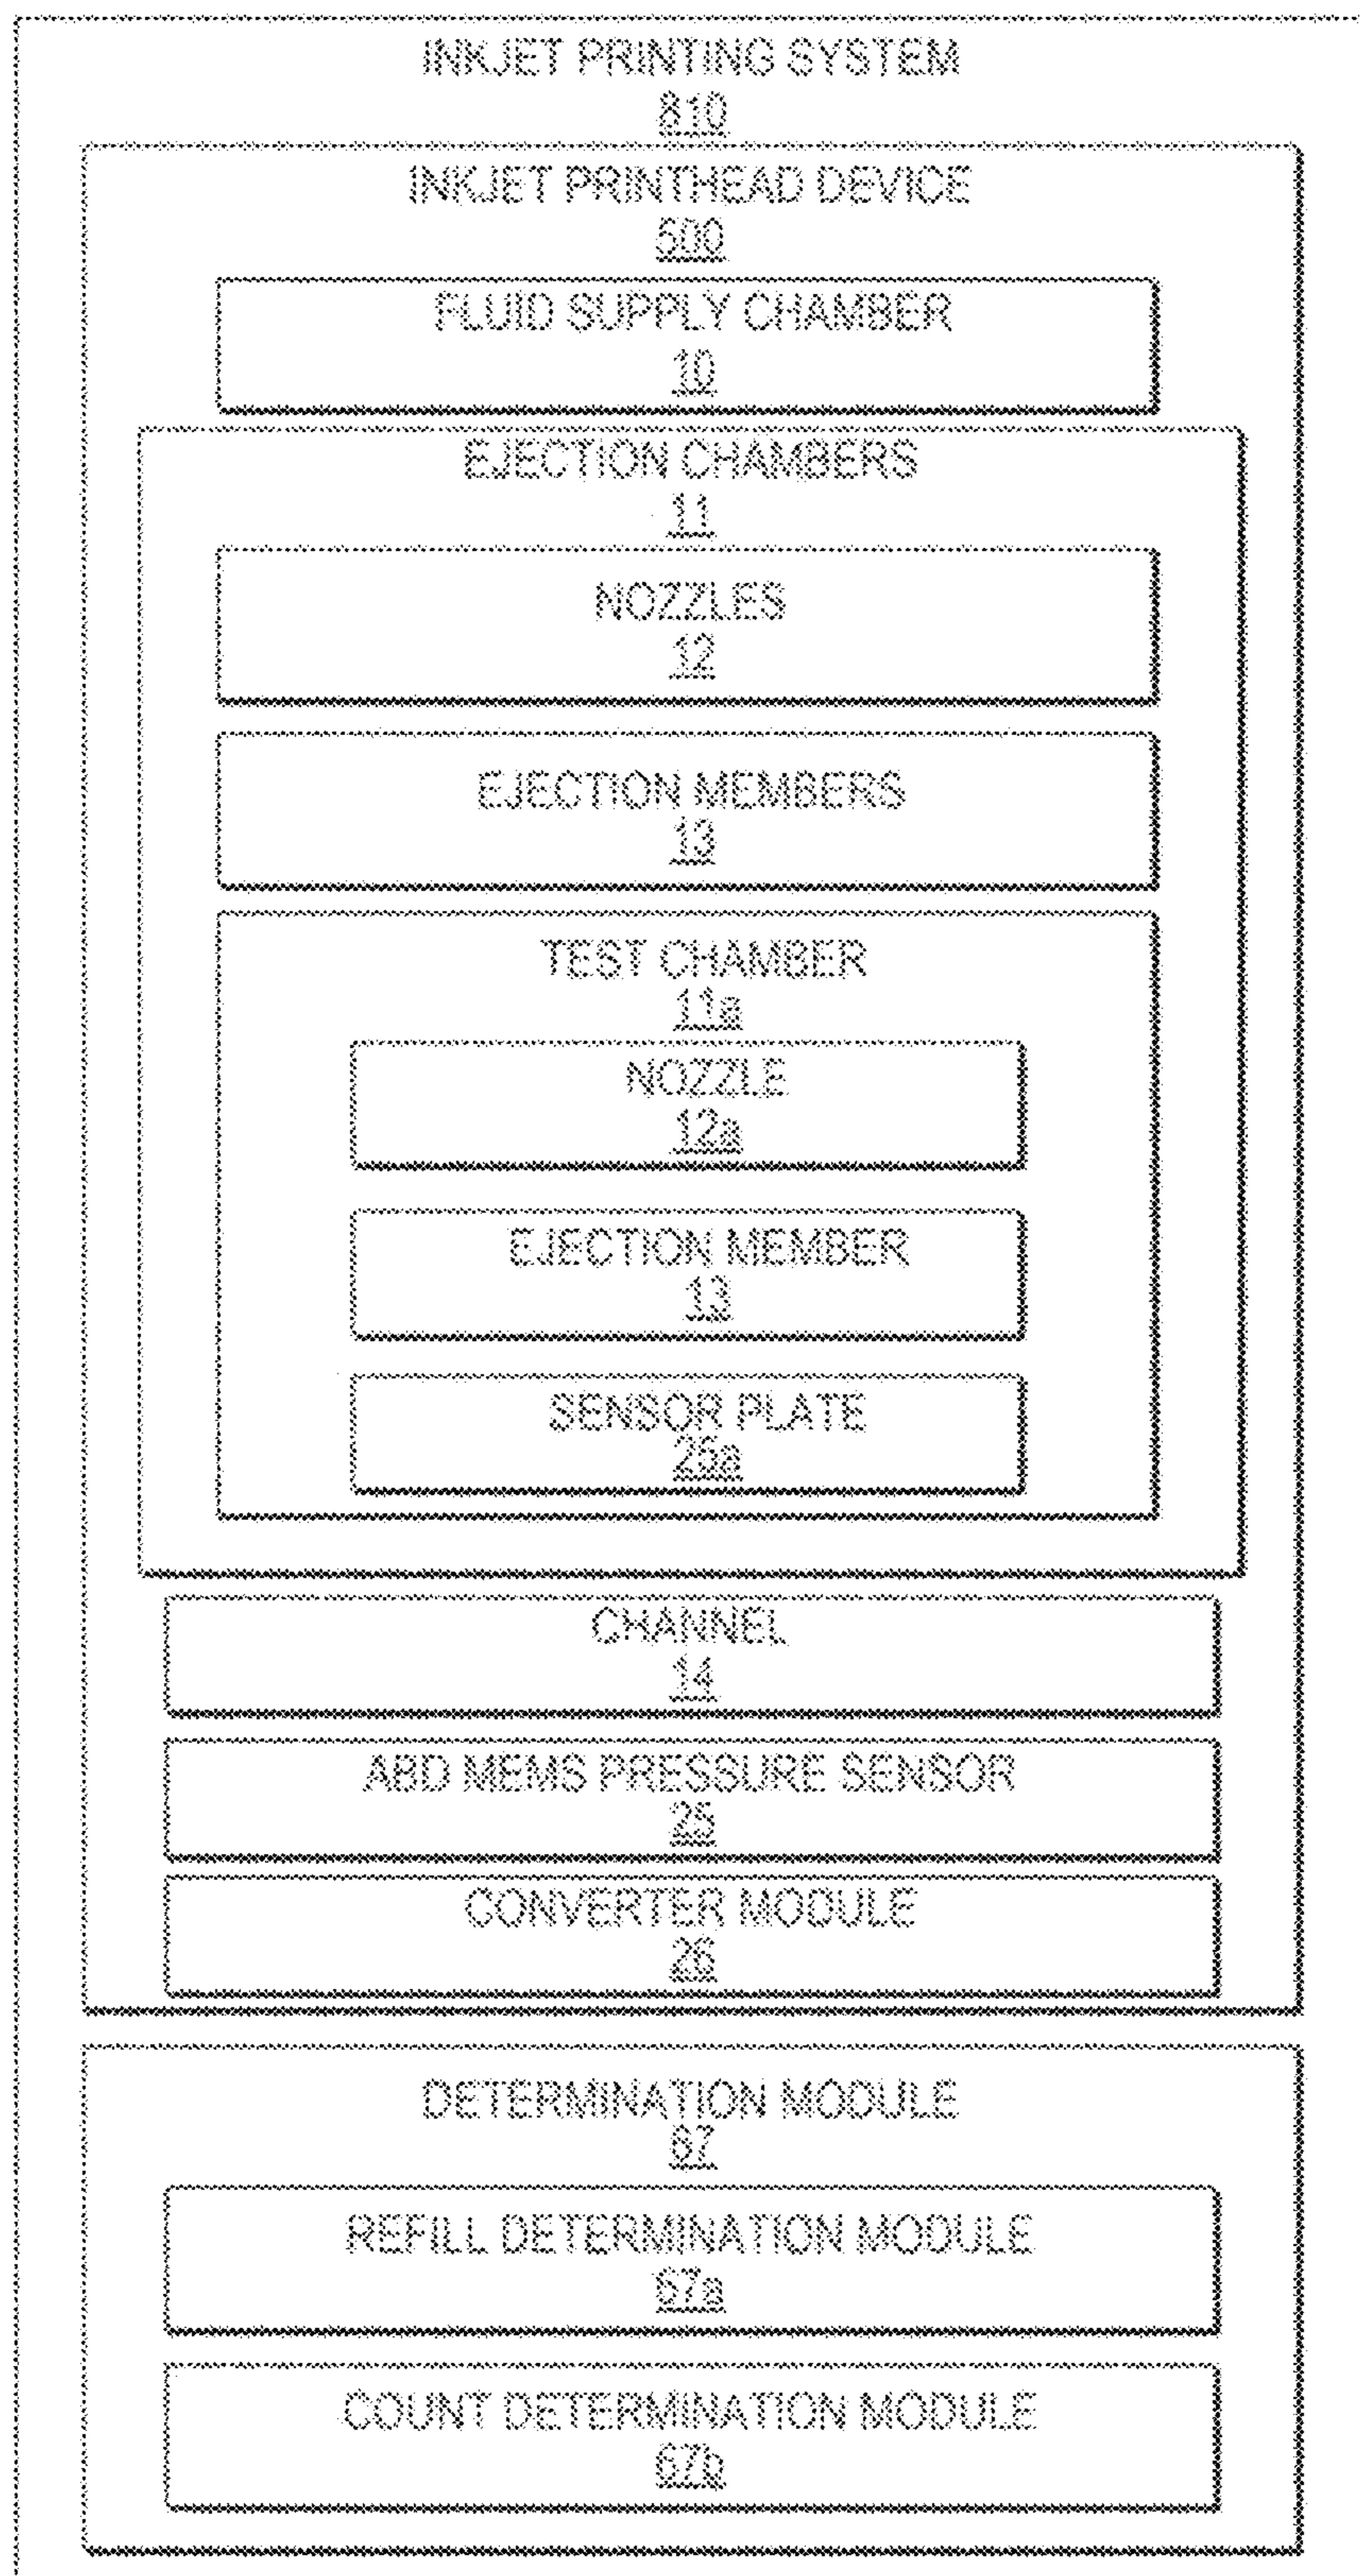 INKJET PRINTING SYSTEM
810
INKJET PRINTHEAD DEVICE
500
FLUID SUPPLY CHAMBER
10
EJECTION CHAMBERS
11
NOZZLES
12
EJECTION MEMBERS
13
TEST CHAMBER
11a
NOZZLE
12a
EJECTION MEMBER
13
SENSOR PLATE
25a
CHANNEL
14
ABD MEMS PRESSURE SENSOR
25
CONVERTER MODULE
26
DETERMINATION MODULE
67
REFILL DETERMINATION MODULE
67a
COUNT DETERMINATION MODULE
67b